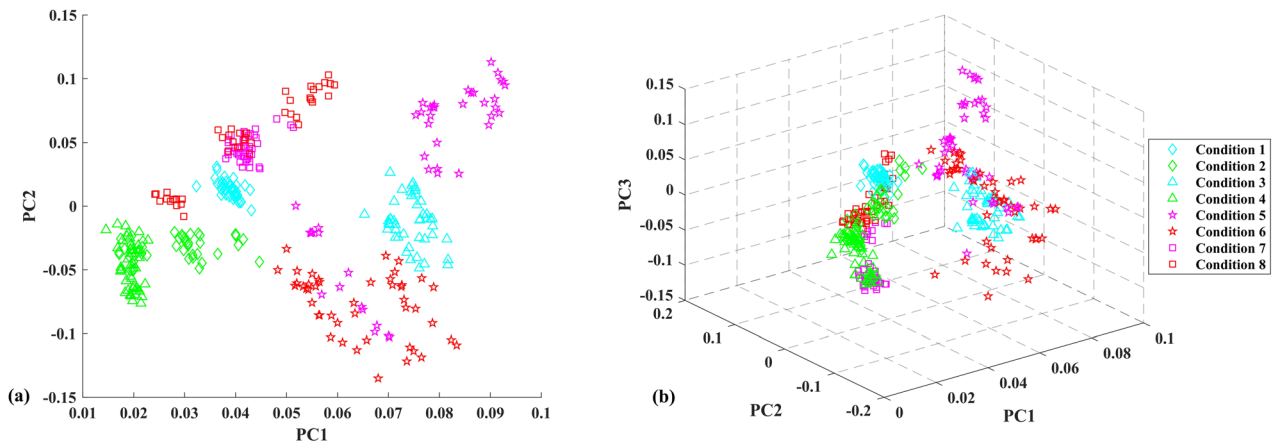 0.15
0.1
0.05
0
-0.05
-0.1
-0.15
PC2
0.01 0.02 0.03 0.04 0.05 0.06 0.07 0.08 0.09 0.1
PC1
(a)
0.15
0.1
0.05
0
-0.05
-0.1
-0.15
PC3
0.2
0.1
0
-0.1
-0.2
PC2
0
0.02
0.04
0.06
0.08
0.1
PC1
(b)
Condition 1
Condition 2
Condition 3
Condition 4
Condition 5
Condition 6
Condition 7
Condition 8